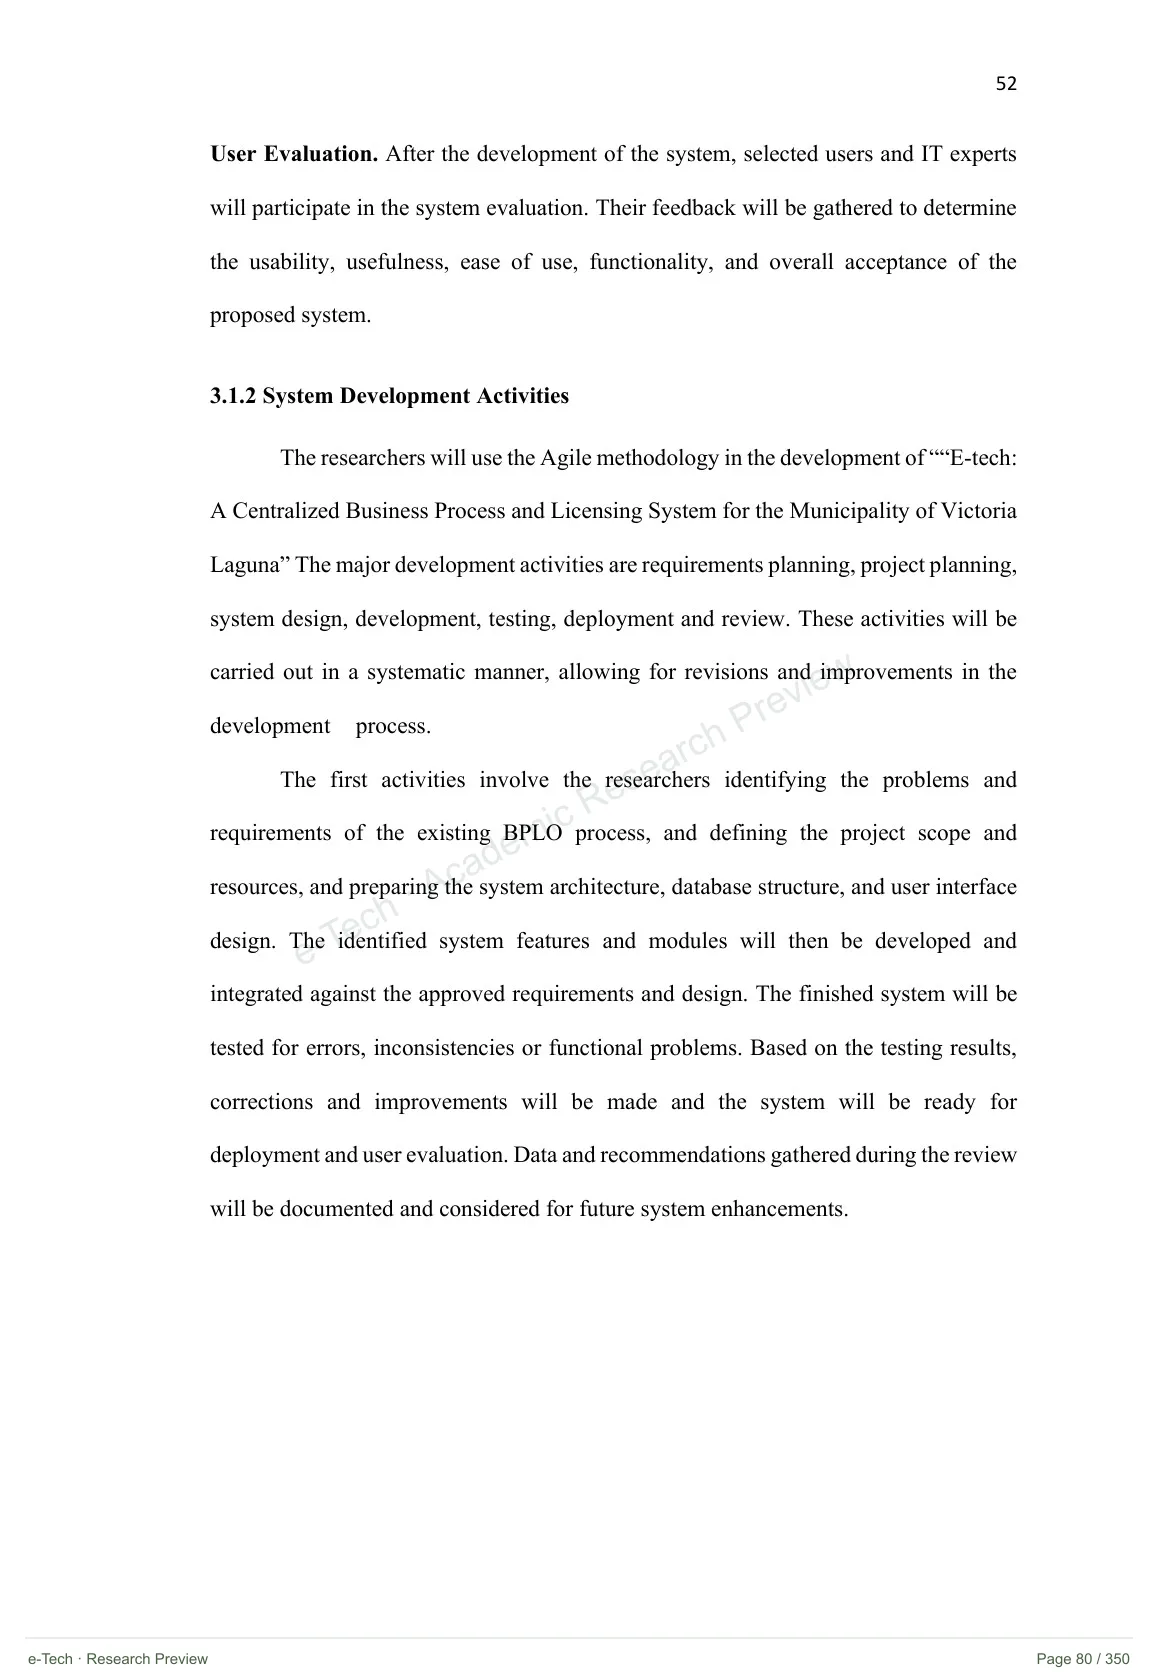 52
User Evaluation. After the development of the system, selected users and IT experts
will participate in the system evaluation. Their feedback will be gathered to determine
the usability, usefulness, ease of use, functionality, and overall acceptance of the
proposed system.
3.1.2 System Development Activities
The researchers will use the Agile methodology in the development of ““E-tech:
A Centralized Business Process and Licensing System for the Municipality of Victoria
Laguna” The major development activities are requirements planning, project planning,
system design, development, testing, deployment and review. These activities will be
carried out in a systematic manner, allowing for revisions and improvements in the
development process.
The first activities involve the researchers identifying the problems and
requirements of the existing BPLO process, and defining the project scope and
resources, and preparing the system architecture, database structure, and user interface
design. The identified system features and modules will then be developed and
integrated against the approved requirements and design. The finished system will be
tested for errors, inconsistencies or functional problems. Based on the testing results,
corrections and improvements will be made and the system will be ready for
deployment and user evaluation. Data and recommendations gathered during the review
will be documented and considered for future system enhancements.
e-Tech · Academic Research Preview
e-Tech · Research Preview
Page 80 / 350